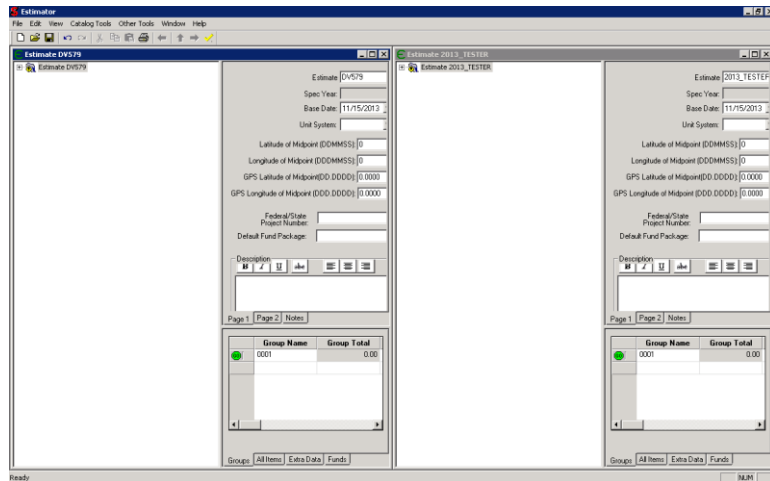 Estimator
File Edit View Catalog Tools Other Tools Window Help
Estimate DV579
Estimate DV579
Estimate DV579
Spec Year:
Base Date: 11/15/2013
Unit System:
Latitude of Midpoint (DDMMSS): 0
Longitude of Midpoint (DDDMMSS): 0
GPS Latitude of Midpoint(DD.DDDD): 0.0000
GPS Longitude of Midpoint (DDD.DDDD): 0.0000
Federal/State
Project Number:
Default Fund Package:
Description
B I U abc
Page 1 Page 2 Notes
Group Name Group Total
GO 0001 0.00
Groups All Items Extra Data Funds
Estimate 2013_TESTER
Estimate 2013_TESTER
Estimate 2013_TESTER
Spec Year:
Base Date: 11/15/2013
Unit System:
Latitude of Midpoint (DDMMSS): 0
Longitude of Midpoint (DDDMMSS): 0
GPS Latitude of Midpoint(DD.DDDD): 0.0000
GPS Longitude of Midpoint (DDD.DDDD): 0.0000
Federal/State
Project Number:
Default Fund Package:
Description
B I U abc
Page 1 Page 2 Notes
Group Name Group Total
GO 0001 0.00
Groups All Items Extra Data Funds
Ready NUM